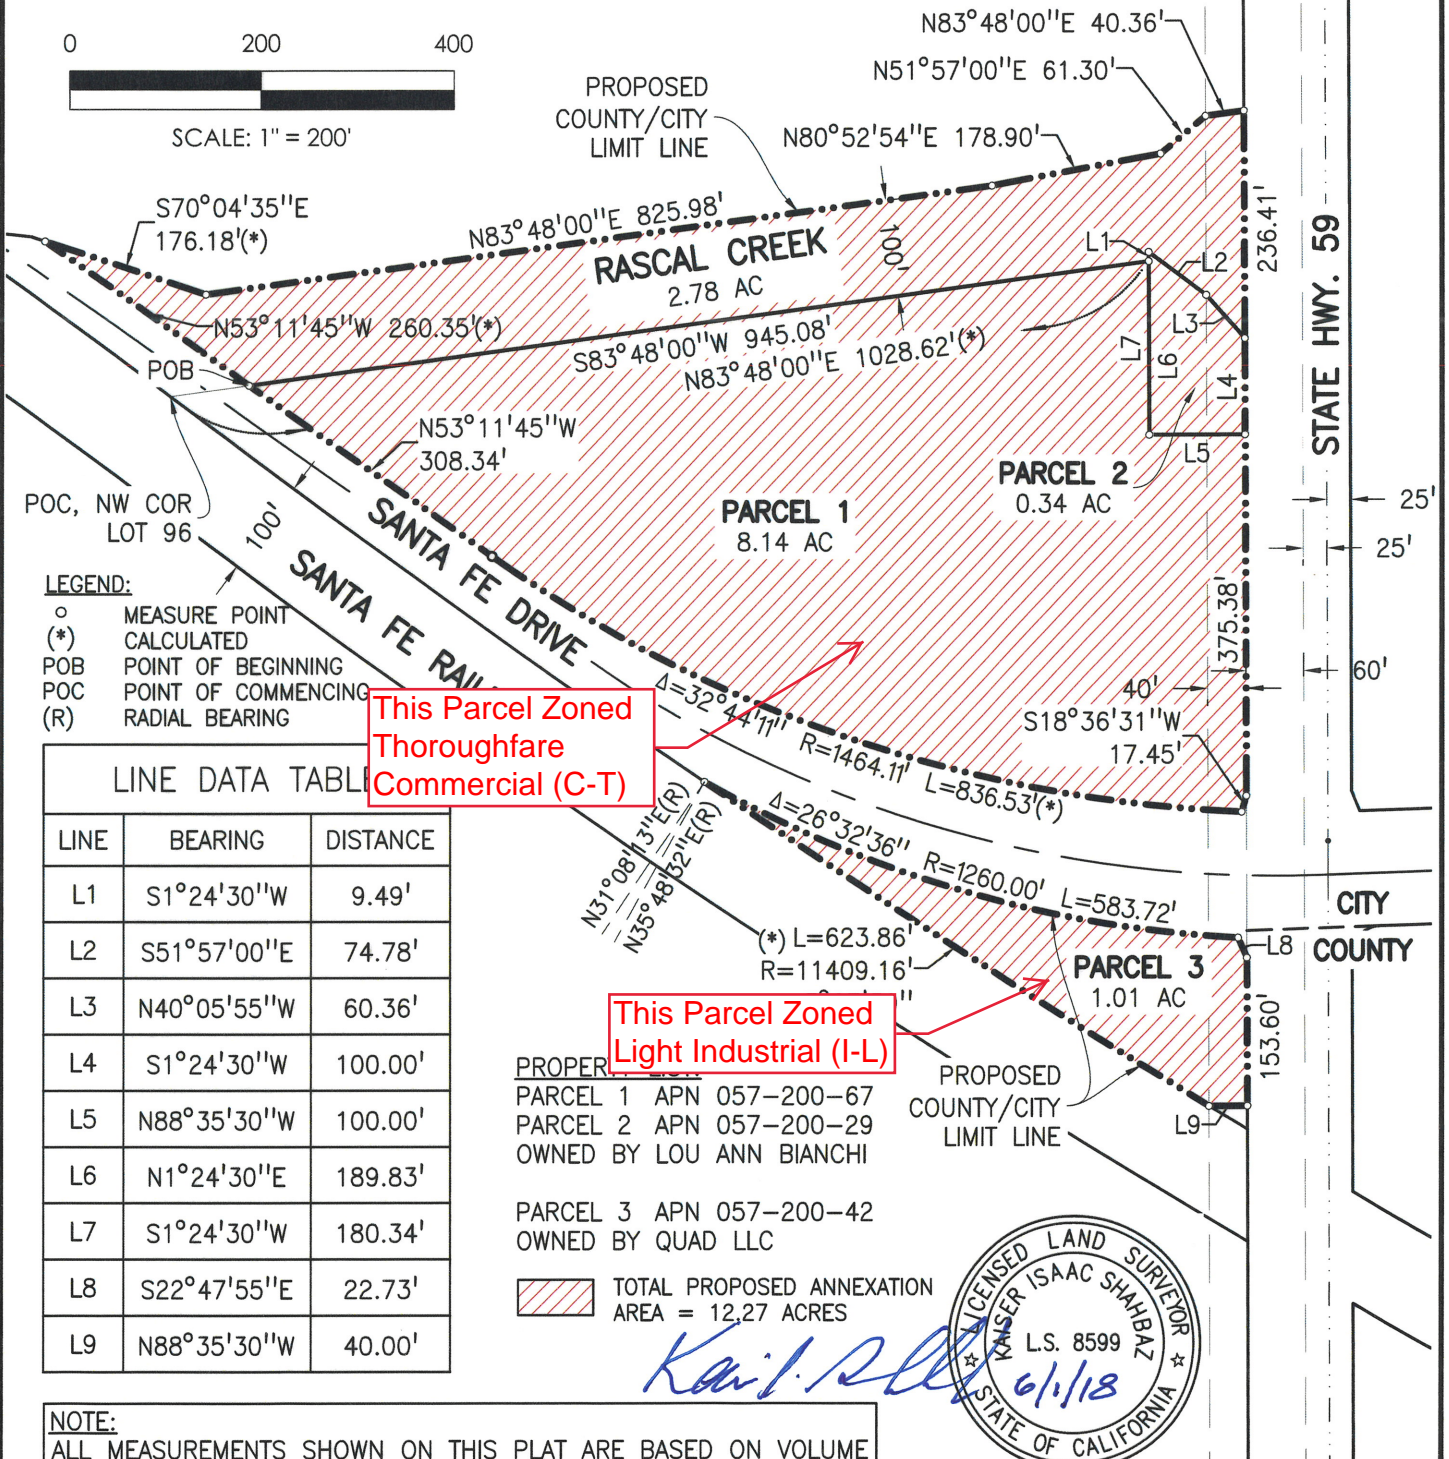 0 200 400
SCALE: 1" = 200'
N83°48'00"E 40.36'
N51°57'00"E 61.30'
PROPOSED
COUNTY/CITY
LIMIT LINE
N80°52'54"E 178.90'
S70°04'35"E
176.18'(*)
N83°48'00"E 825.98'
RASCAL CREEK
2.78 AC
100'
L1
L2
L3
236.41'
STATE HWY. 59
N53°11'45"W 260.35'(*)
S83°48'00"W 945.08'
N83°48'00"E 1028.62'(*)
POB
L7
L6
L4
L5
N53°11'45"W
308.34'
PARCEL 2
0.34 AC
PARCEL 1
8.14 AC
POC, NW COR
LOT 96
100'
SANTA FE DRIVE
SANTA FE RAIL
25'
25'
375.38'
60'
40'
S18°36'31"W
17.45'
LEGEND:
MEASURE POINT
(*) CALCULATED
POB POINT OF BEGINNING
POC POINT OF COMMENCING
(R) RADIAL BEARING
This Parcel Zoned
Thoroughfare
Commercial (C-T)
Δ=32°44'11" R=1464.11' L=836.53'(*)
N31°08'13"E(R)
N35°48'32"E(R)
Δ=26°32'36" R=1260.00' L=583.72'
(*) L=623.86'
R=11409.16'
CITY
COUNTY
L8
PARCEL 3
1.01 AC
153.60'
This Parcel Zoned
Light Industrial (I-L)
PROPOSED
COUNTY/CITY
LIMIT LINE
L9
LINE DATA TABLE
LINE BEARING DISTANCE
L1 S1°24'30"W 9.49'
L2 S51°57'00"E 74.78'
L3 N40°05'55"W 60.36'
L4 S1°24'30"W 100.00'
L5 N88°35'30"W 100.00'
L6 N1°24'30"E 189.83'
L7 S1°24'30"W 180.34'
L8 S22°47'55"E 22.73'
L9 N88°35'30"W 40.00'
PARCEL 1 APN 057-200-67
PARCEL 2 APN 057-200-29
OWNED BY LOU ANN BIANCHI
PARCEL 3 APN 057-200-42
OWNED BY QUAD LLC
TOTAL PROPOSED ANNEXATION
AREA = 12.27 ACRES
LICENSED LAND SURVEYOR
KAISER ISAAC SHAHBAZ
L.S. 8599
6/1/18
STATE OF CALIFORNIA
NOTE:
ALL MEASUREMENTS SHOWN ON THIS PLAT ARE BASED ON VOLUME